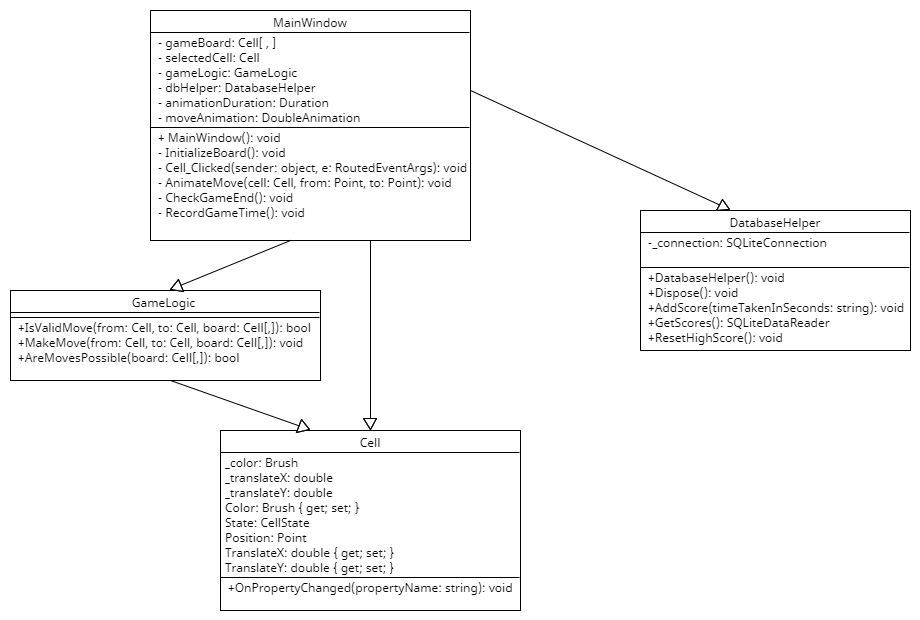 MainWindow
- gameBoard: Cell[ , ]
- selectedCell: Cell
- gameLogic: GameLogic
- dbHelper: DatabaseHelper
- animationDuration: Duration
- moveAnimation: DoubleAnimation
+ MainWindow(): void
- InitializeBoard(): void
- Cell_Clicked(sender: object, e: RoutedEventArgs): void
- AnimateMove(cell: Cell, from: Point, to: Point): void
- CheckGameEnd(): void
- RecordGameTime(): void
DatabaseHelper
-_connection: SQLiteConnection
+DatabaseHelper(): void
+Dispose(): void
+AddScore(timeTakenInSeconds: string): void
+GetScores(): SQLiteDataReader
+ResetHighScore(): void
GameLogic
+IsValidMove(from: Cell, to: Cell, board: Cell[,]): bool
+MakeMove(from: Cell, to: Cell, board: Cell[,]): void
+AreMovesPossible(board: Cell[,]): bool
Cell
_color: Brush
_translateX: double
_translateY: double
Color: Brush { get; set; }
State: CellState
Position: Point
TranslateX: double { get; set; }
TranslateY: double { get; set; }
+OnPropertyChanged(propertyName: string): void